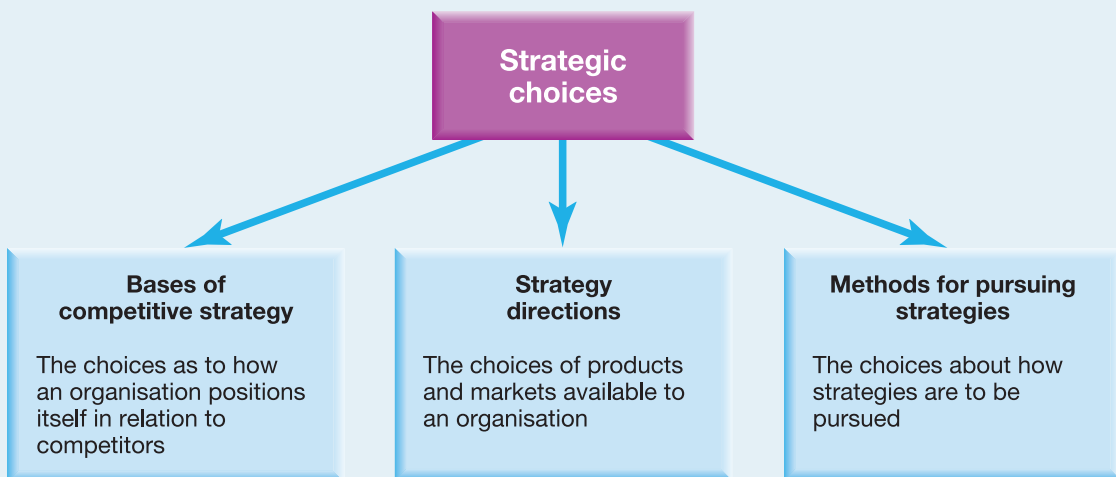 Strategic
choices
Bases of
competitive strategy
The choices as to how
an organisation positions
itself in relation to
competitors
Strategy
directions
The choices of products
and markets available to
an organisation
Methods for pursuing
strategies
The choices about how
strategies are to be
pursued